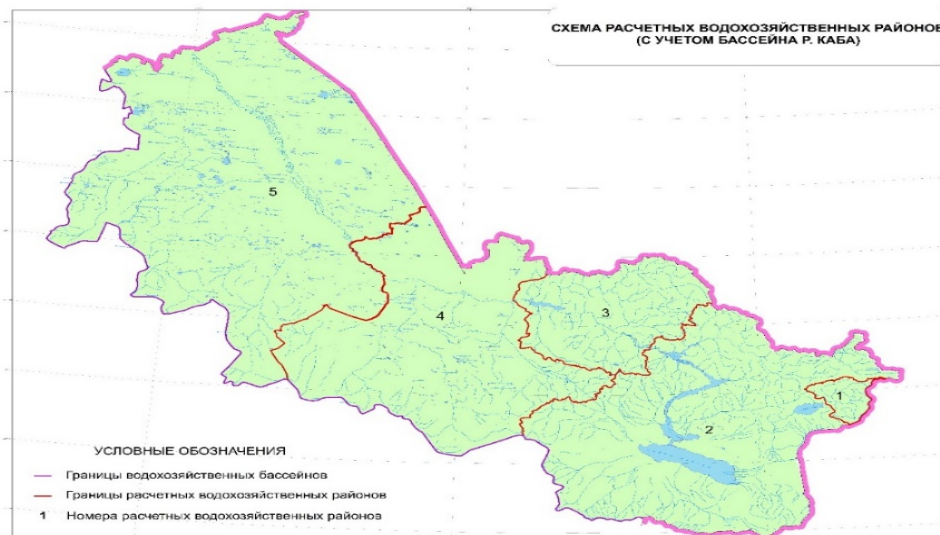 СХЕМА РАСЧЕТНЫХ ВОДОХОЗЯЙСТВЕННЫХ РАЙОНОВ
(С УЧЕТОМ БАССЕЙНА Р. КАБА)
5
4
3
1
2
УСЛОВНЫЕ ОБОЗНАЧЕНИЯ
Границы водохозяйственных бассейнов
Границы расчетных водохозяйственных районов
1 Номера расчетных водохозяйственных районов